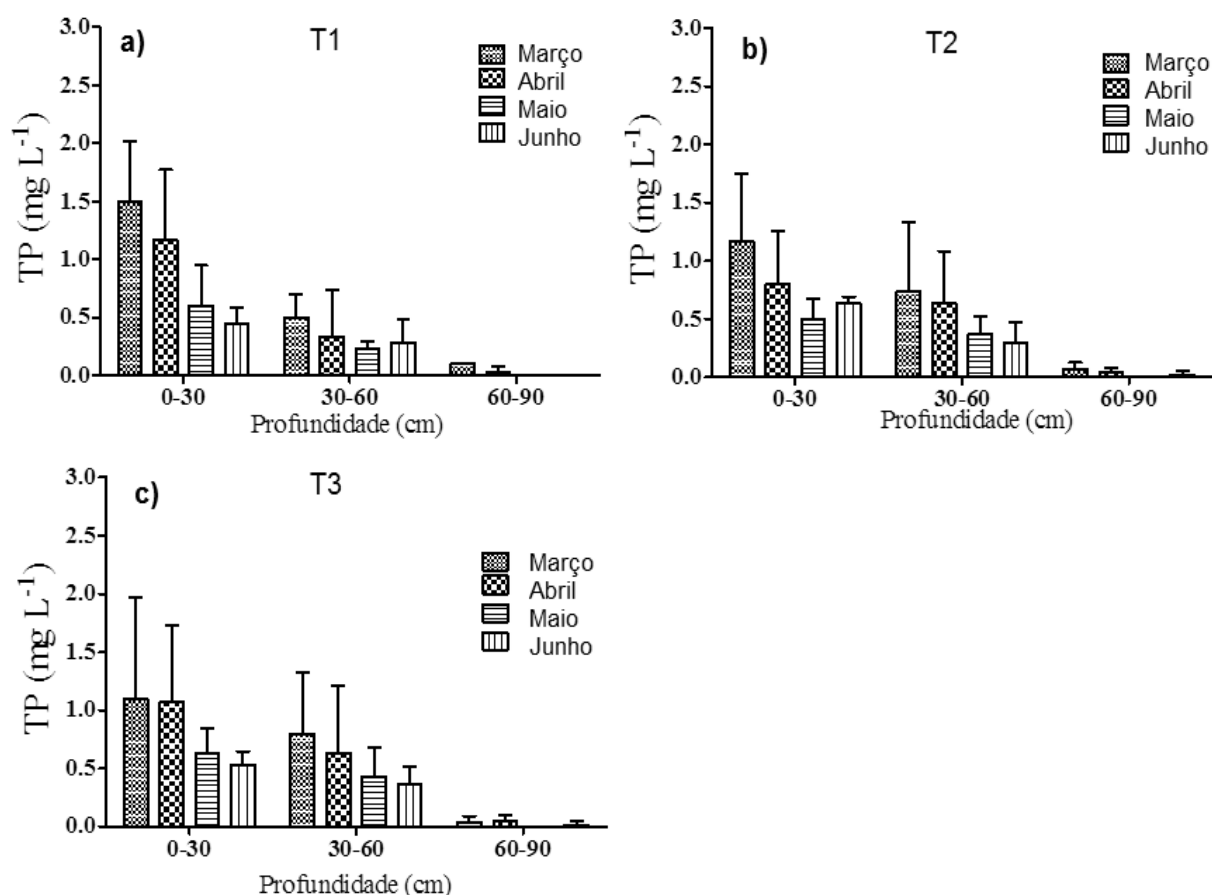 a)
T1
Março
Abril
Maio
Junho
TP (mg L⁻¹)
3.0
2.5
2.0
1.5
1.0
0.5
0.0
0-30
30-60
60-90
Profundidade (cm)
b)
T2
Março
Abril
Maio
Junho
TP (mg L⁻¹)
3.0
2.5
2.0
1.5
1.0
0.5
0.0
0-30
30-60
60-90
Profundidade (cm)
c)
T3
Março
Abril
Maio
Junho
TP (mg L⁻¹)
3.0
2.5
2.0
1.5
1.0
0.5
0.0
0-30
30-60
60-90
Profundidade (cm)